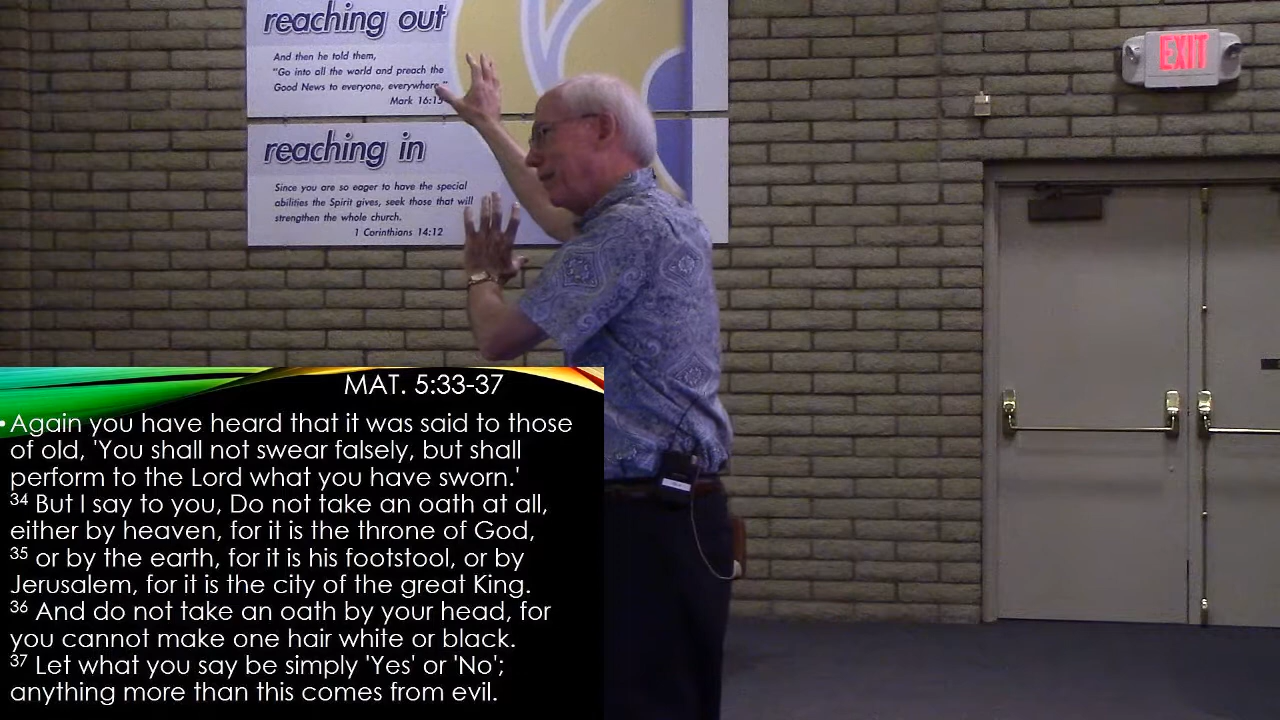 reaching out
And then he told them,
"Go into all the world and preach the
Good News to everyone, everywhere."
Mark 16:15
reaching in
Since you are so eager to have the special
abilities the Spirit gives, seek those that will
strengthen the whole church.
1 Corinthians 14:12
EXIT
MAT. 5:33-37
• Again you have heard that it was said to those
of old, 'You shall not swear falsely, but shall
perform to the Lord what you have sworn.'
34 But I say to you, Do not take an oath at all,
either by heaven, for it is the throne of God,
35 or by the earth, for it is his footstool, or by
Jerusalem, for it is the city of the great King.
36 And do not take an oath by your head, for
you cannot make one hair white or black.
37 Let what you say be simply 'Yes' or 'No';
anything more than this comes from evil.